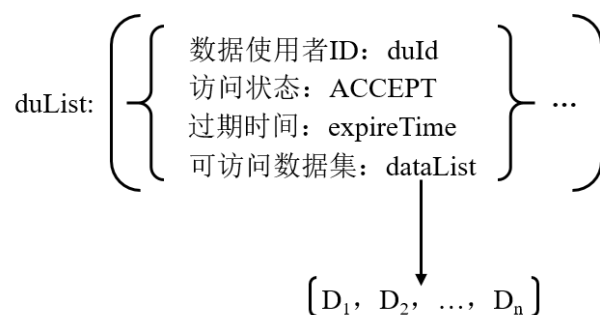 数据使用者ID：duId
访问状态：ACCEPT
duList:
...
过期时间：expireTime
可访问数据集：dataList
[D₁，D₂，…，Dₙ]